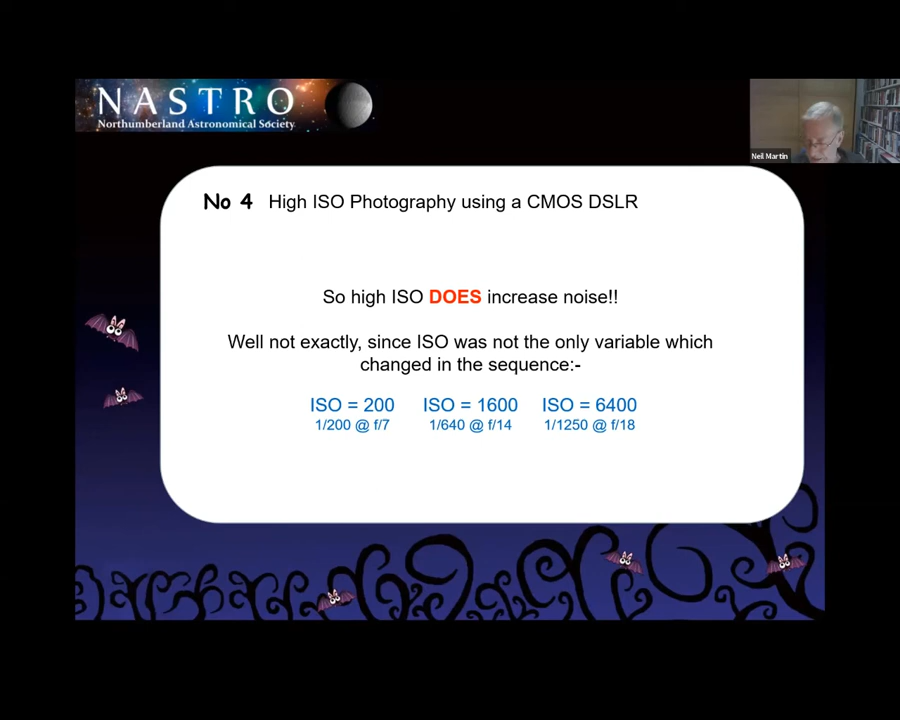 NASTRO
Northumberland Astronomical Society
Neil Martin
No 4 High ISO Photography using a CMOS DSLR
So high ISO DOES increase noise!!
Well not exactly, since ISO was not the only variable which
changed in the sequence:-
ISO = 200 ISO = 1600 ISO = 6400
1/200 @ f/7 1/640 @ f/14 1/1250 @ f/18